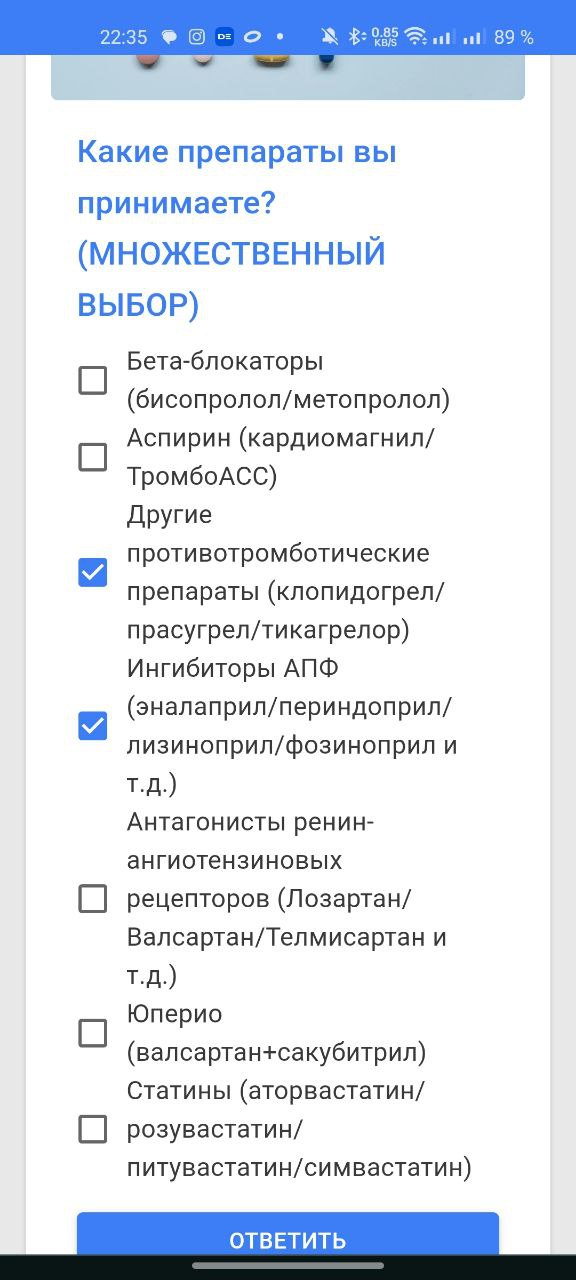 22:35 DE 0.85 KB/S 89 %
Какие препараты вы
принимаете?
(МНОЖЕСТВЕННЫЙ
ВЫБОР)
Бета-блокаторы
(бисопролол/метопролол)
Аспирин (кардиомагнил/
ТромбоАСС)
Другие
противотромботические
препараты (клопидогрел/
прасугрел/тикагрелор)
Ингибиторы АПФ
(эналаприл/периндоприл/
лизиноприл/фозиноприл и
т.д.)
Антагонисты ренин-
ангиотензиновых
рецепторов (Лозартан/
Валсартан/Телмисартан и
т.д.)
Юперио
(валсартан+сакубитрил)
Статины (аторвастатин/
розувастатин/
питувастатин/симвастатин)
ОТВЕТИТЬ